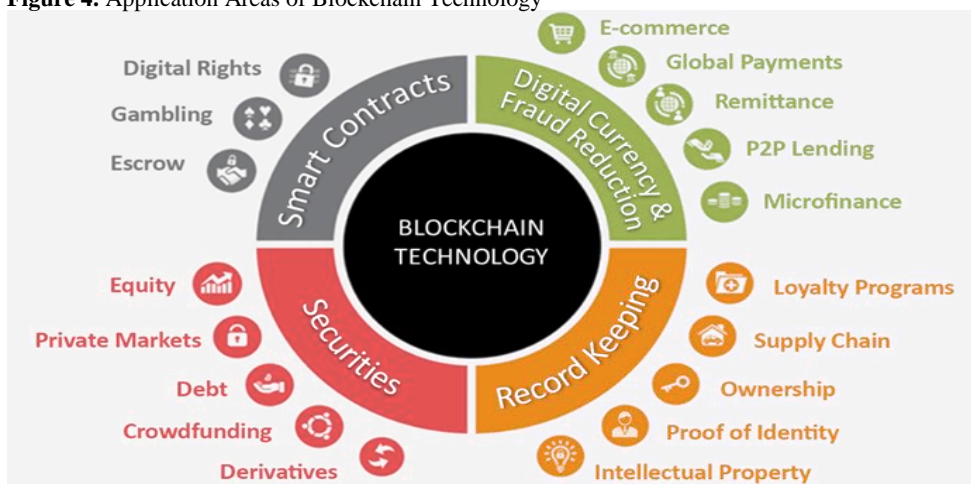 Figure 4: Application Areas of Blockchain Technology
E-commerce
Global Payments
Remittance
P2P Lending
Microfinance
Digital Rights
Gambling
Escrow
Smart Contracts
Digital Currency &
Fraud Reduction
BLOCKCHAIN
TECHNOLOGY
Securities
Record Keeping
Equity
Private Markets
Debt
Crowdfunding
Derivatives
Loyalty Programs
Supply Chain
Ownership
Proof of Identity
Intellectual Property